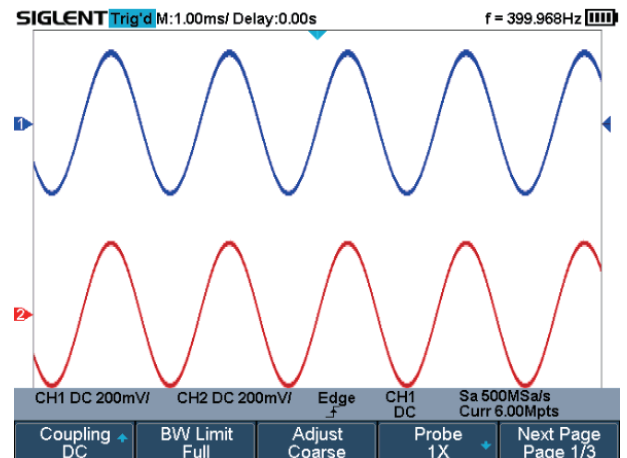 SIGLENT Trig'd M:1.00ms/ Delay:0.00s f = 399.968Hz
1
2
CH1 DC 200mV/ CH2 DC 200mV/ Edge CH1 Sa 500MSa/s
DC Curr 6.00Mpts
Coupling BW Limit Adjust Probe Next Page
DC Full Coarse 1X Page 1/3